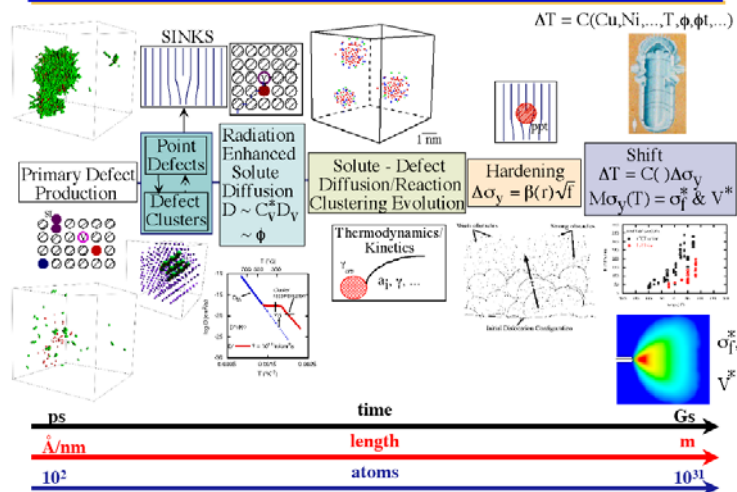 ΔT = C(Cu,Ni,...,T,ϕ,ϕt,...)
SINKS
V
1 nm
ppt
Primary Defect
Production
Point
Defects
Defect
Clusters
Radiation
Enhanced
Solute
Diffusion
D ~ C*vDv
~ ϕ
Solute - Defect
Diffusion/Reaction
Clustering Evolution
Hardening
Δσy = β(r)√f
Shift
ΔT = C( )Δσy
Mσy(T) = σ*f & V*
SI
V
Thermodynamics/
Kinetics
γ
ai, γ, ...
Initial Dislocation Configuration
σ*f
V*
ps
time
Gs
Å/nm
length
m
10²
atoms
10³¹